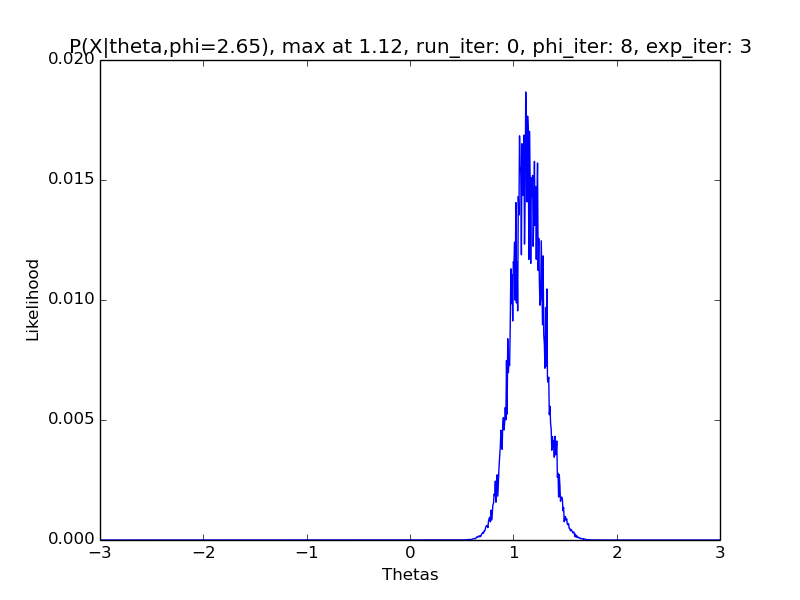 P(X|theta,phi=2.65), max at 1.12, run_iter: 0, phi_iter: 8, exp_iter: 3
0.020
0.015
0.010
0.005
0.000
Likelihood
−3 −2 −1 0 1 2 3
Thetas